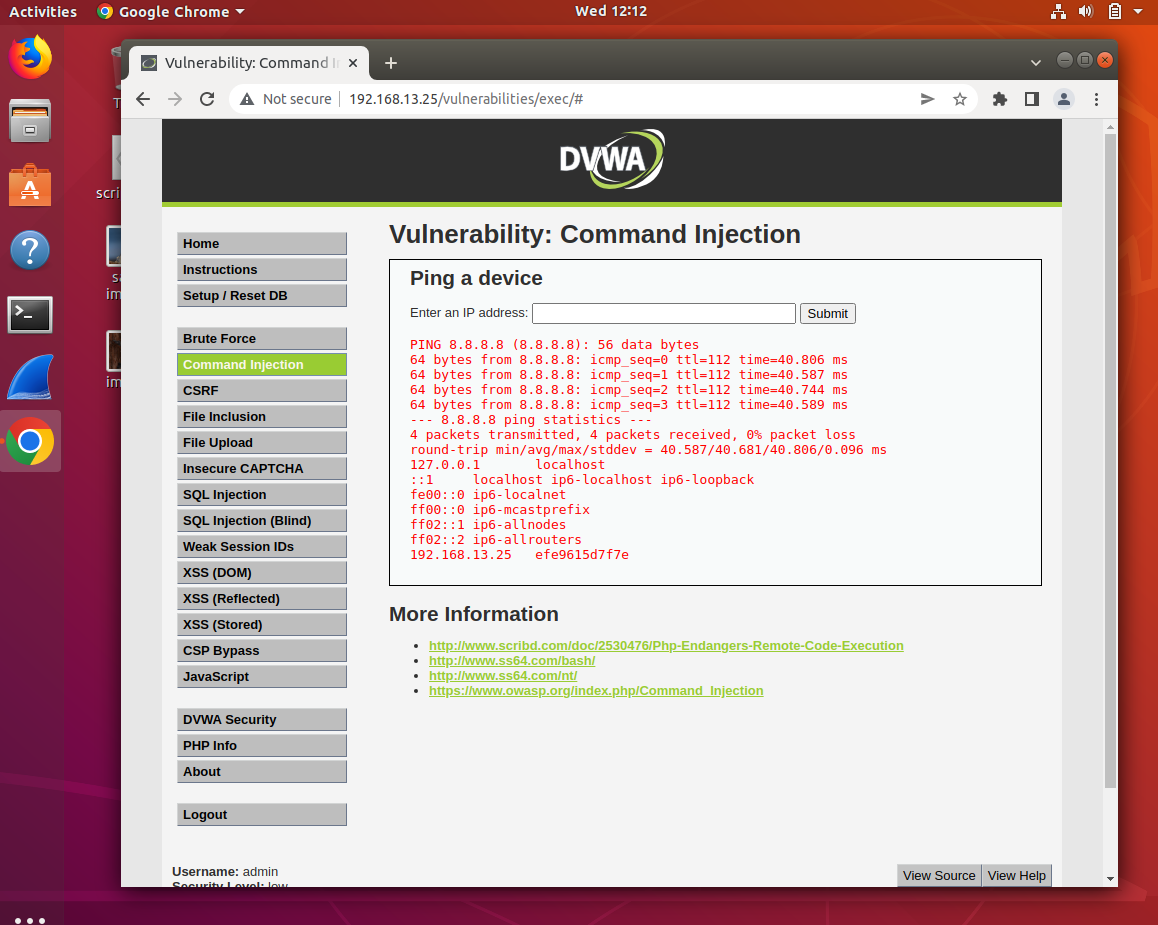 Activities
Google Chrome
Wed 12:12
Vulnerability: Command
Not secure
192.168.13.25/vulnerabilities/exec/#
scri
DVWA
Vulnerability: Command Injection
Home
Instructions
Setup / Reset DB
Brute Force
Command Injection
CSRF
File Inclusion
File Upload
Insecure CAPTCHA
SQL Injection
SQL Injection (Blind)
Weak Session IDs
XSS (DOM)
XSS (Reflected)
XSS (Stored)
CSP Bypass
JavaScript
DVWA Security
PHP Info
About
Logout
Ping a device
Enter an IP address:
Submit
PING 8.8.8.8 (8.8.8.8): 56 data bytes
64 bytes from 8.8.8.8: icmp_seq=0 ttl=112 time=40.806 ms
64 bytes from 8.8.8.8: icmp_seq=1 ttl=112 time=40.587 ms
64 bytes from 8.8.8.8: icmp_seq=2 ttl=112 time=40.744 ms
64 bytes from 8.8.8.8: icmp_seq=3 ttl=112 time=40.589 ms
--- 8.8.8.8 ping statistics ---
4 packets transmitted, 4 packets received, 0% packet loss
round-trip min/avg/max/stddev = 40.587/40.681/40.806/0.096 ms
127.0.0.1 localhost
::1 localhost ip6-localhost ip6-loopback
fe00::0 ip6-localnet
ff00::0 ip6-mcastprefix
ff02::1 ip6-allnodes
ff02::2 ip6-allrouters
192.168.13.25 efe9615d7f7e
More Information
http://www.scribd.com/doc/2530476/Php-Endangers-Remote-Code-Execution
http://www.ss64.com/bash/
http://www.ss64.com/nt/
https://www.owasp.org/index.php/Command_Injection
Username: admin
Security Level: low
View Source
View Help